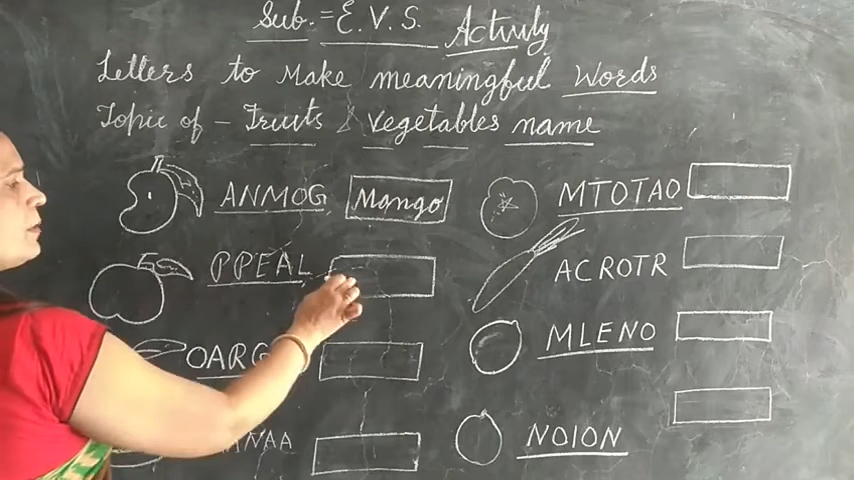 Sub. = E.V.S. Activity
Letters to Make meaningful Words
Topic of - Fruits & vegetables name
ANMOG Mango MTOTAO
PPEAL ACROTR
MLENO
NOION